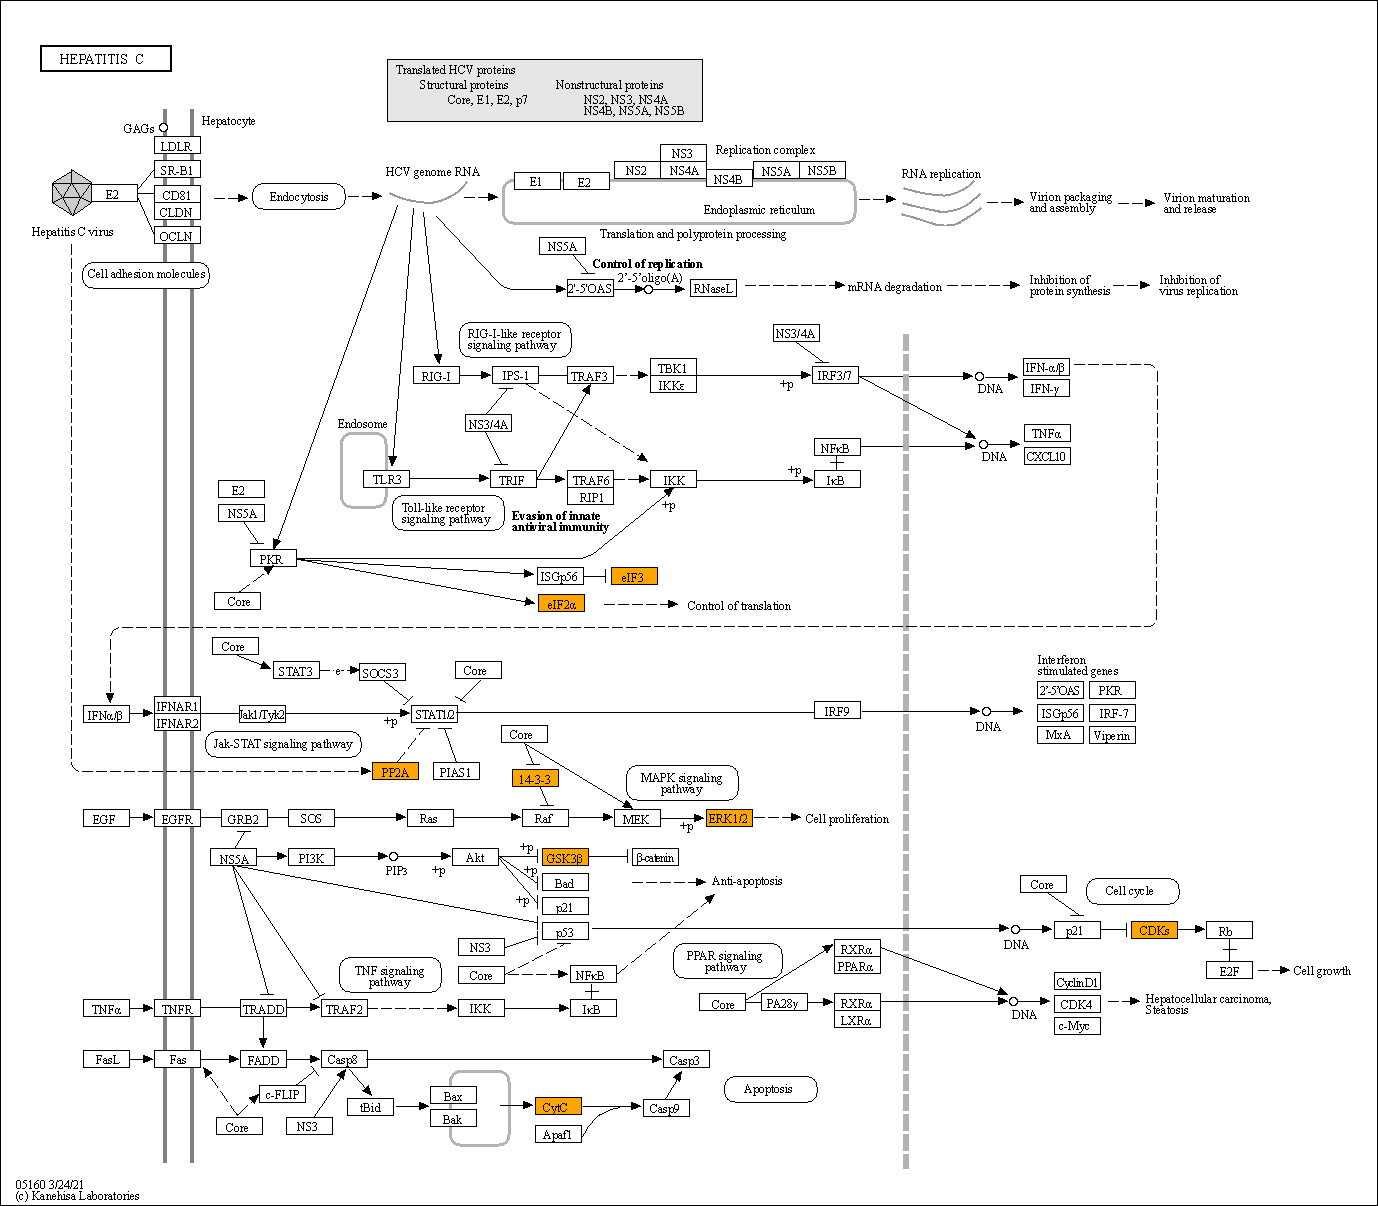 HEPATITIS C
Translated HCV proteins
Structural proteins
Nonstructural proteins
Core, E1, E2, p7
NS2, NS3, NS4A
NS4B, NS5A, NS5B
GAGs
Hepatocyte
LDLR
SR-B1
E2
CD81
CLDN
OCLN
Hepatitis C virus
Cell adhesion molecules
Endocytosis
HCV genome RNA
E1
E2
NS2
NS3
NS4A
NS4B
NS5A
NS5B
Replication complex
Endoplasmic reticulum
Translation and polyprotein processing
RNA replication
Virion packaging
and assembly
Virion maturation
and release
NS5A
Control of replication
2'-5'OAS
2'-5'oligo(A)
RNaseL
mRNA degradation
Inhibition of
protein synthesis
Inhibition of
virus replication
RIG-I-like receptor
signaling pathway
NS3/4A
RIG-I
IPS-1
TRAF3
TBK1
IKKε
+p
IRF3/7
DNA
IFN-α/β
IFN-γ
NS3/4A
Endosome
TLR3
TRIF
TRAF6
RIP1
IKK
+p
+p
NFκB
IκB
DNA
TNFα
CXCL10
Toll-like receptor
signaling pathway
Evasion of innate
antiviral immunity
E2
NS5A
PKR
Core
ISGp56
eIF3
eIF2α
Control of translation
Core
STAT3
e
SOCS3
Core
IFNα/β
IFNAR1
IFNAR2
Jak1/Tyk2
+p
STAT1/2
IRF9
DNA
Interferon
stimulated genes
2'-5'OAS
PKR
ISGp56
IRF-7
MxA
Viperin
Jak-STAT signaling pathway
PP2A
PIAS1
Core
14-3-3
MAPK signaling
pathway
EGF
EGFR
GRB2
SOS
Ras
Raf
MEK
+p
ERK1/2
Cell proliferation
NS5A
PI3K
PIP3
+p
Akt
+p
GSK3β
β-catenin
+p
Bad
Anti-apoptosis
+p
p21
p53
NS3
Core
NFκB
Core
Cell cycle
DNA
p21
CDKs
Rb
E2F
Cell growth
TNF signaling
pathway
PPAR signaling
pathway
RXRα
PPARα
TNFα
TNFR
TRADD
TRAF2
IKK
IκB
Core
PA28γ
RXRα
LXRα
DNA
CyclinD1
CDK4
c-Myc
Hepatocellular carcinoma,
Steatosis
FasL
Fas
FADD
Casp8
Casp3
c-FLIP
Core
NS3
tBid
Bax
Bak
CytC
Apaf1
Casp9
Apoptosis
05160 3/24/21
(c) Kanehisa Laboratories